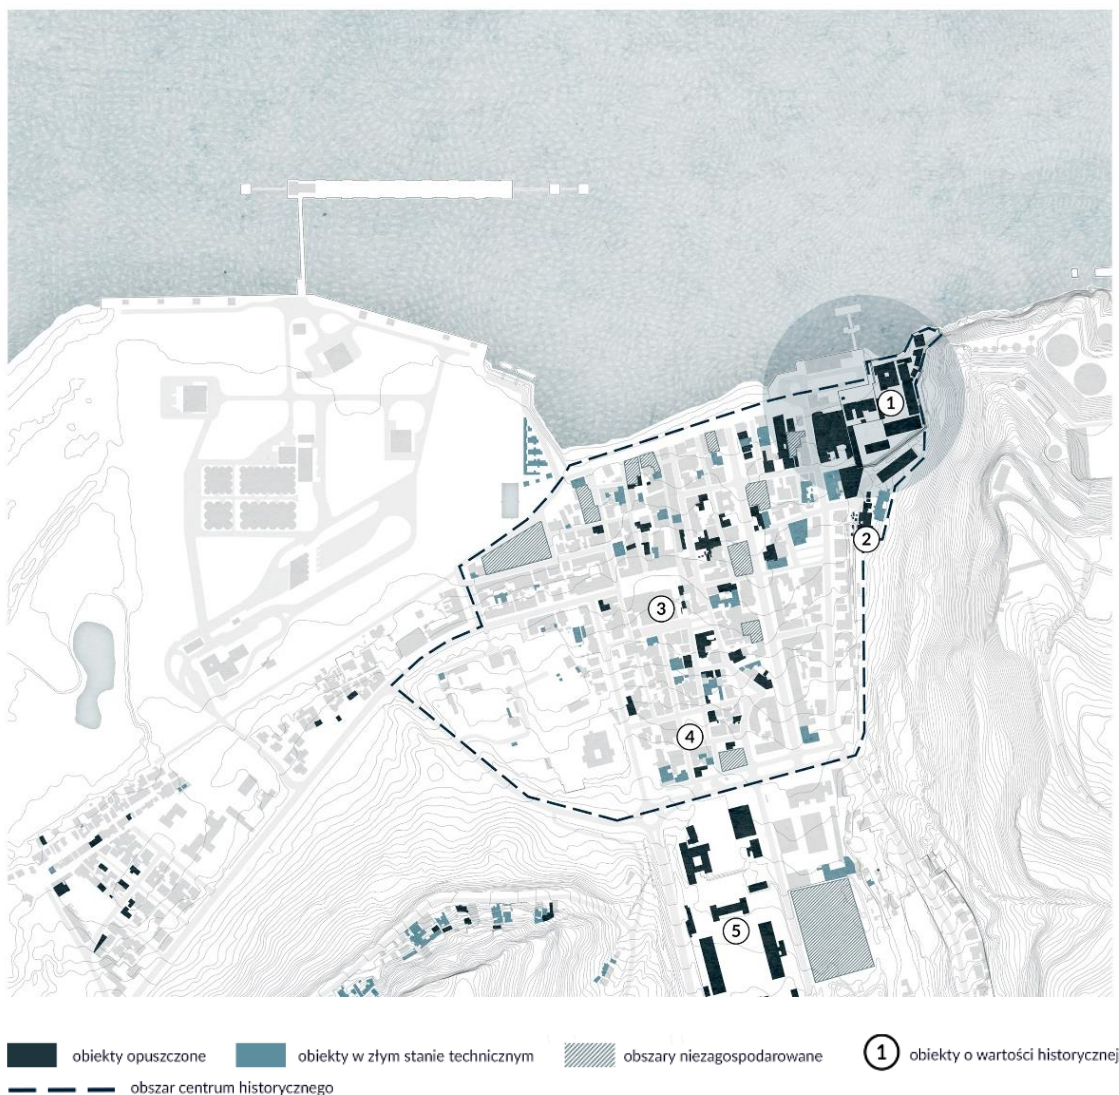 1
2
3
4
5
obiekty opuszczone obiekty w złym stanie technicznym obszary niezagospodarowane 1 obiekty o wartości historycznej
obszar centrum historycznego